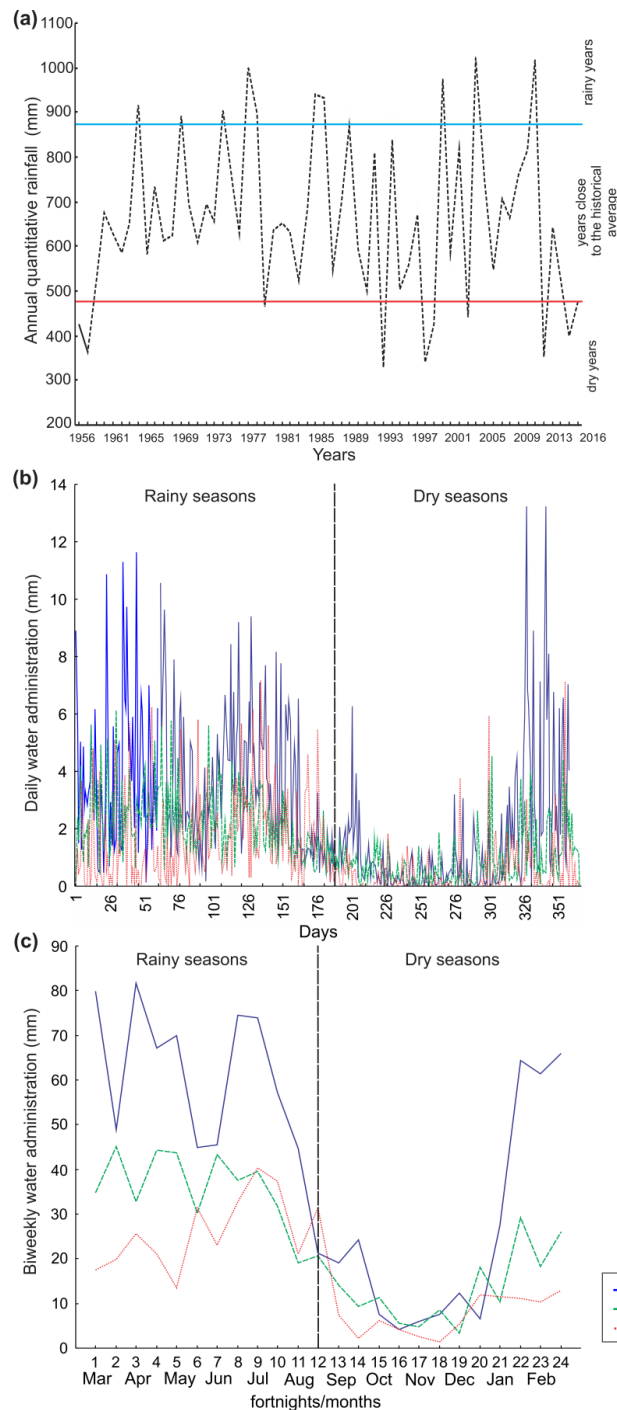 (a)
1100
1000
900
800
700
600
500
400
300
200
Annual quantitative rainfall (mm)
rainy years
years close
to the historical
average
dry years
1956 1961 1965 1969 1973 1977 1981 1985 1989 1993 1997 2001 2005 2009 2013 2016
Years
(b)
Rainy seasons Dry seasons
14
12
10
8
6
4
2
0
Daily water administration (mm)
1 26 51 76 101 126 151 176 201 226 251 276 301 326 351
Days
(c)
Rainy seasons Dry seasons
90
80
70
60
50
40
30
20
10
0
Biweekly water administration (mm)
1 2 3 4 5 6 7 8 9 10 11 12 13 14 15 16 17 18 19 20 21 22 23 24
Mar Apr May Jun Jul Aug Sep Oct Nov Dec Jan Feb
fortnights/months